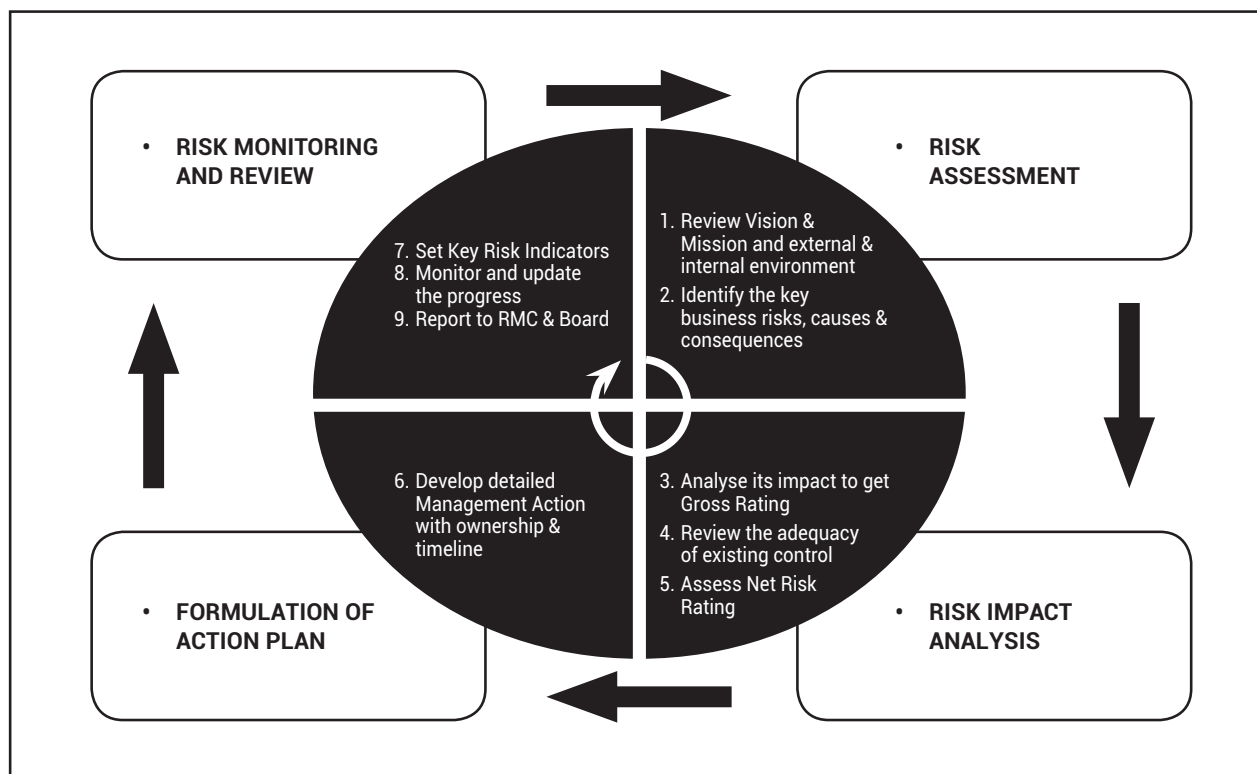 • RISK MONITORING
AND REVIEW
• RISK
ASSESSMENT
7. Set Key Risk Indicators
8. Monitor and update
the progress
9. Report to RMC & Board
1. Review Vision &
Mission and external &
internal environment
2. Identify the key
business risks, causes &
consequences
6. Develop detailed
Management Action
with ownership &
timeline
3. Analyse its impact to get
Gross Rating
4. Review the adequacy
of existing control
5. Assess Net Risk
Rating
• FORMULATION OF
ACTION PLAN
• RISK IMPACT
ANALYSIS